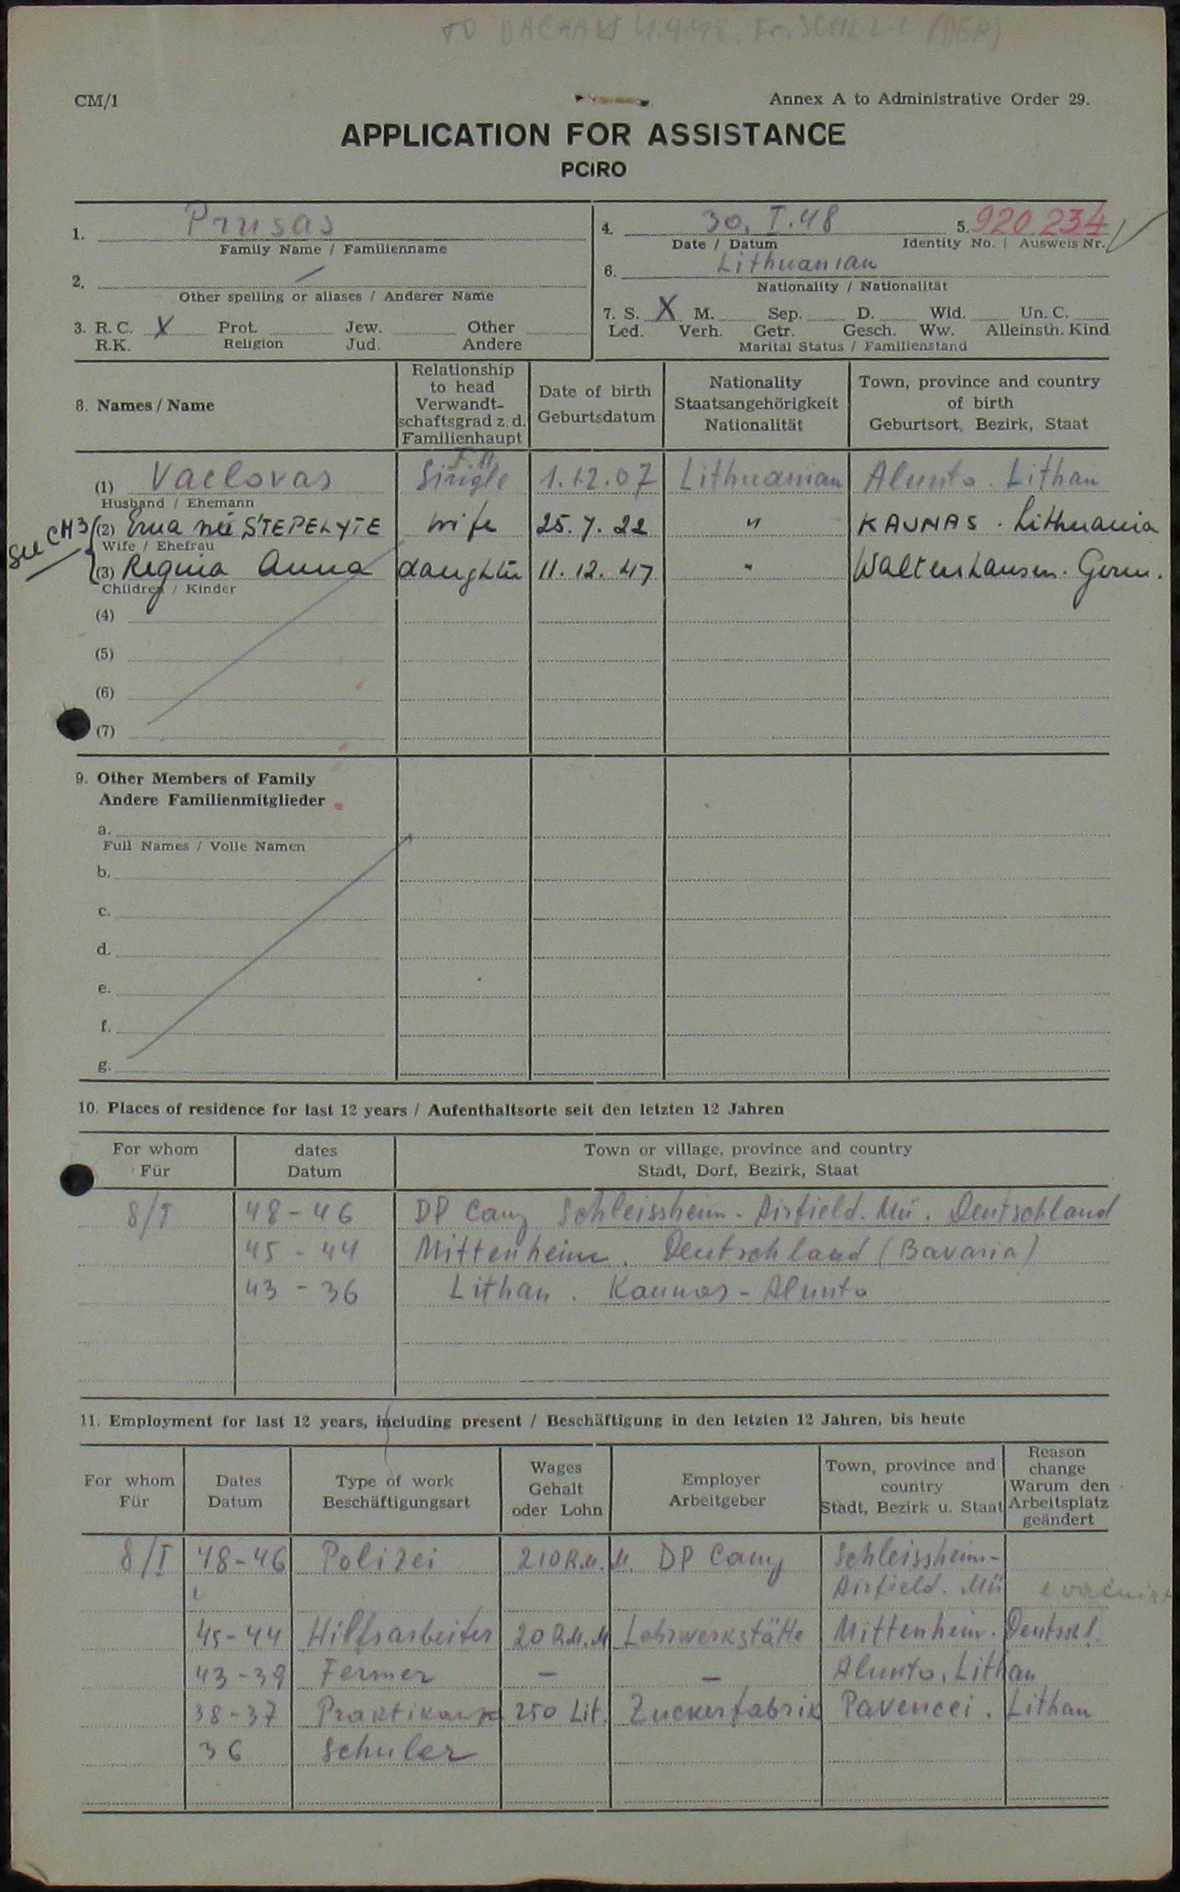 TO DACHAU
CM/1
Annex A to Administrative Order 29.
APPLICATION FOR ASSISTANCE
PCIRO
1. Prusas
Family Name / Familienname
4. 30. I. 48
Date / Datum
5. 920 234
Identity No. / Ausweis Nr.
2. /
Other spelling or aliases / Anderer Name
6. Lithuanian
Nationality / Nationalität
3. R. C. X Prot. Jew. Other
R.K. Religion Jud. Andere
7. S. X M. Sep. D. Wid. Un. C.
Led. Verh. Getr. Gesch. Ww. Alleinsth. Kind
Marital Status / Familienstand
8. Names / Name
Relationship to head Verwandt-schaftsgrad z. d. Familienhaupt
Date of birth Geburtsdatum
Nationality Staatsangehörigkeit Nationalität
Town, province and country of birth Geburtsort, Bezirk, Staat
(1) Vaclovas Single 1.12.07 Lithuanian Alunta. Lithan
Husband / Ehemann
See CM3 (2) Erna née STEPELYTE wife 25. 7. 22 " KAUNAS. Lithuania
Wife / Ehefrau
(3) Regina Anna daughter 11. 12. 47 " Waltenhausen. Germ.
Children / Kinder
(4)
(5)
(6)
(7)
9. Other Members of Family
Andere Familienmitglieder
a.
Full Names / Volle Namen
b.
c.
d.
e.
f.
g.
10. Places of residence for last 12 years / Aufenthaltsorte seit den letzten 12 Jahren
For whom Für
dates Datum
Town or village, province and country
Stadt, Dorf, Bezirk, Staat
8/I 48-46 DP Camp Schleissheim-Airfield. Mü. Deutschland
45-44 Mittenheim. Deutschland (Bavaria)
43-36 Lithan. Kaunas-Alunta
11. Employment for last 12 years, including present / Beschäftigung in den letzten 12 Jahren, bis heute
For whom Für
Dates Datum
Type of work Beschäftigungsart
Wages Gehalt oder Lohn
Employer Arbeitgeber
Town, province and country Stadt, Bezirk u. Staat
Reason change Warum den Arbeitsplatz geändert
8/I 48-46 Polizei 210 R.M. M. DP Camp Schleissheim-
Airfield. Mü
45-44 Hilfsarbeiter 20 R.M. M Lehrwerkstätte Mittenheim. Deutschl.
43-39 Fermer — — Alunta, Lithan
38-37 Praktikant 250 Lit. Zuckerfabrik Pavencei. Lithan
36 Schuler